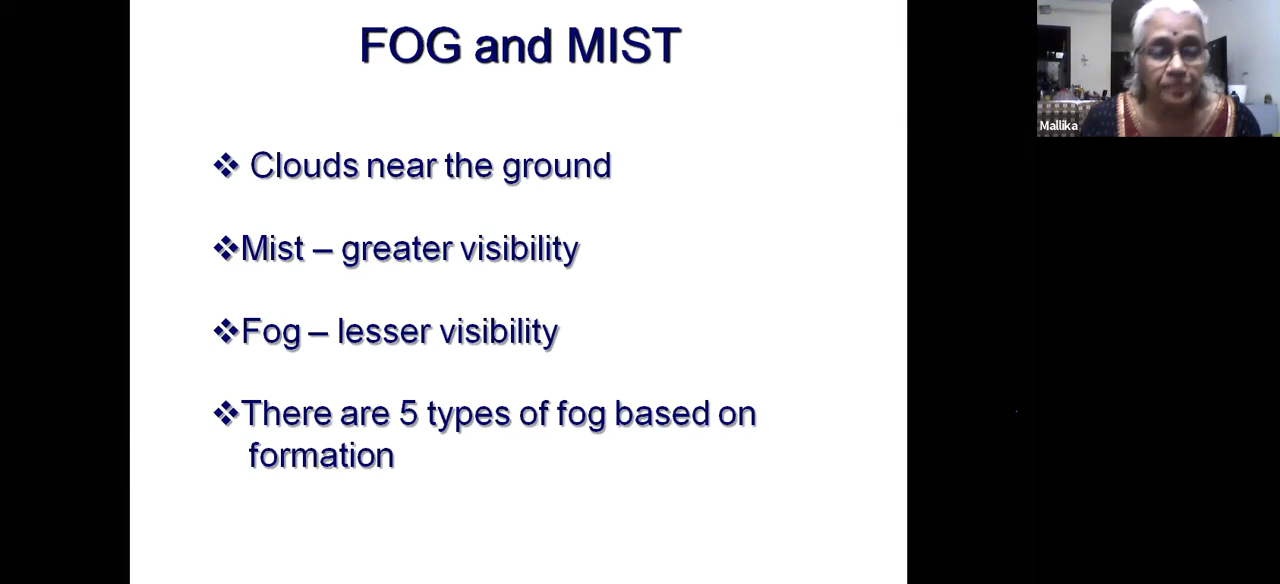 FOG and MIST
❖ Clouds near the ground
❖Mist – greater visibility
❖Fog – lesser visibility
❖There are 5 types of fog based on
formation
Mallika